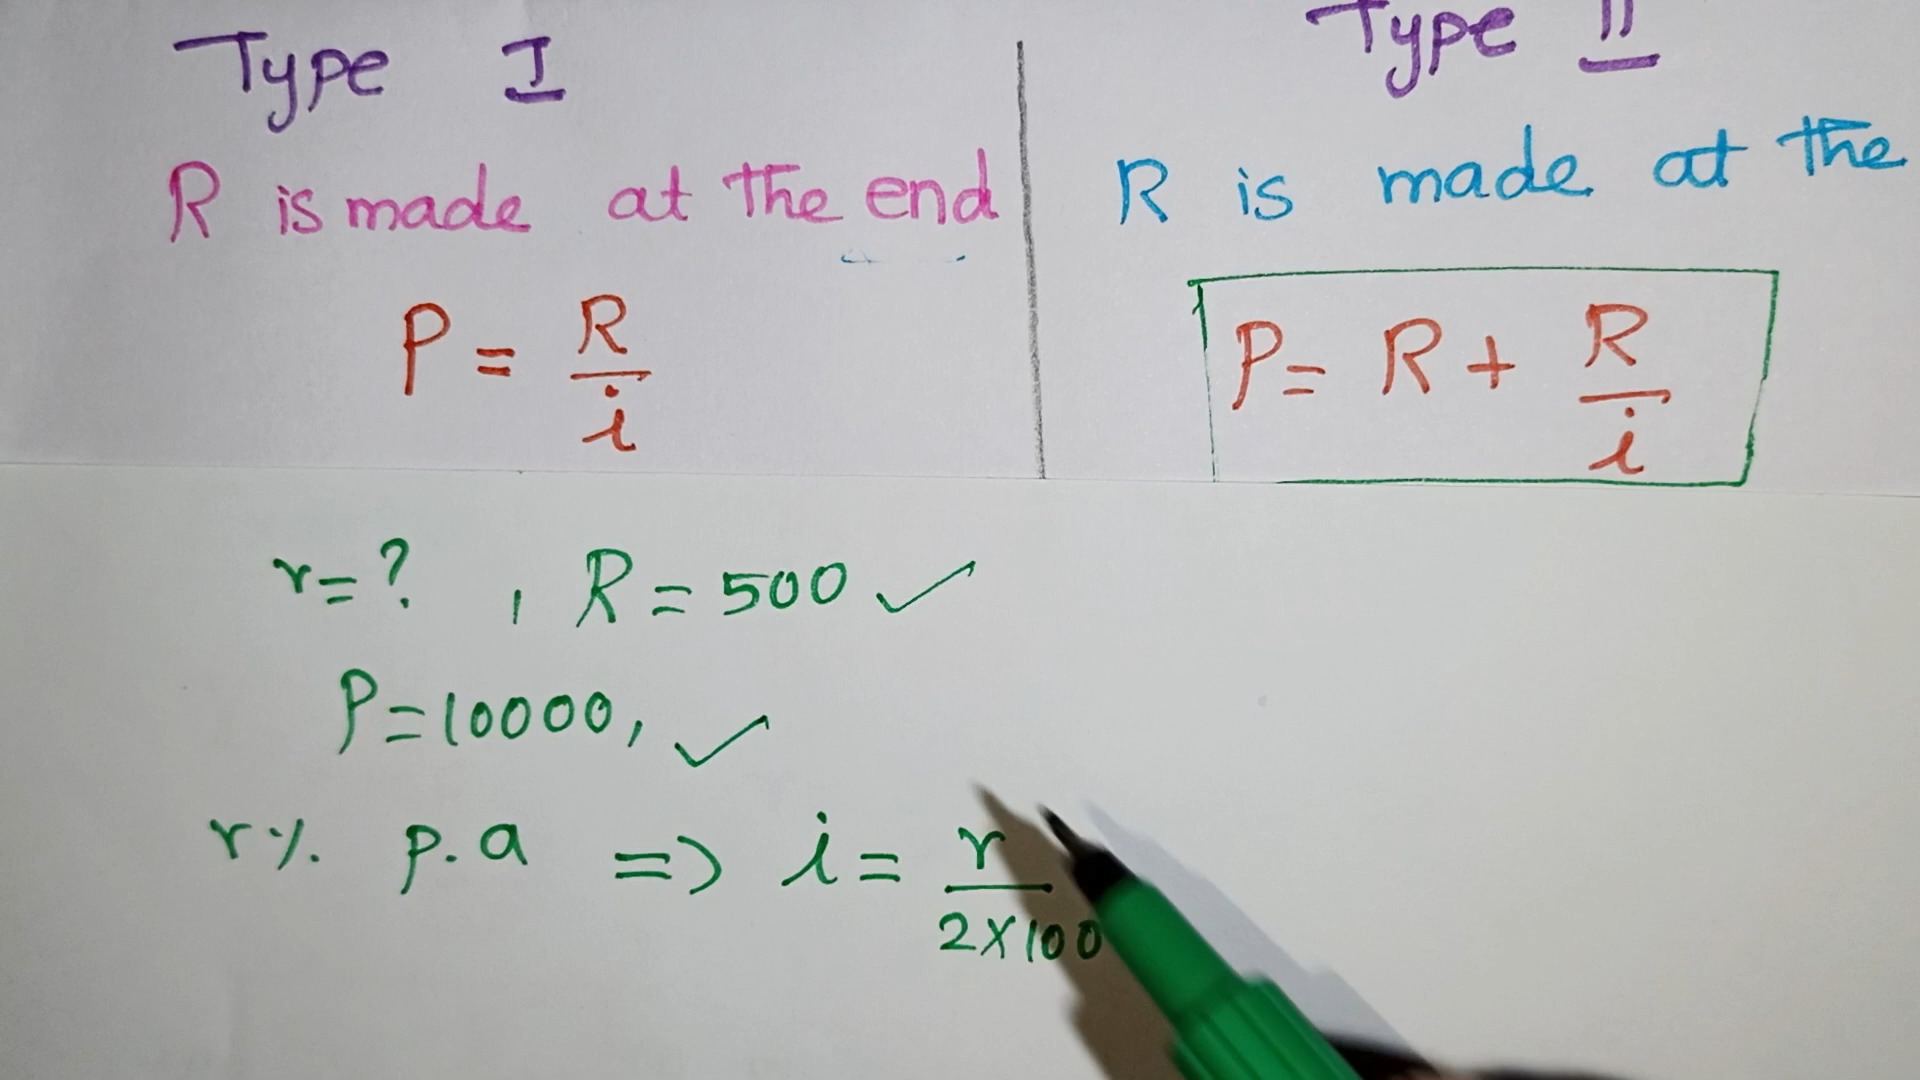 Type I
R is made at the end
P = R/i
Type II
R is made at the
P = R + R/i
r = ? , R = 500 ✓
P = 10000, ✓
r% p.a => i = r/2×100